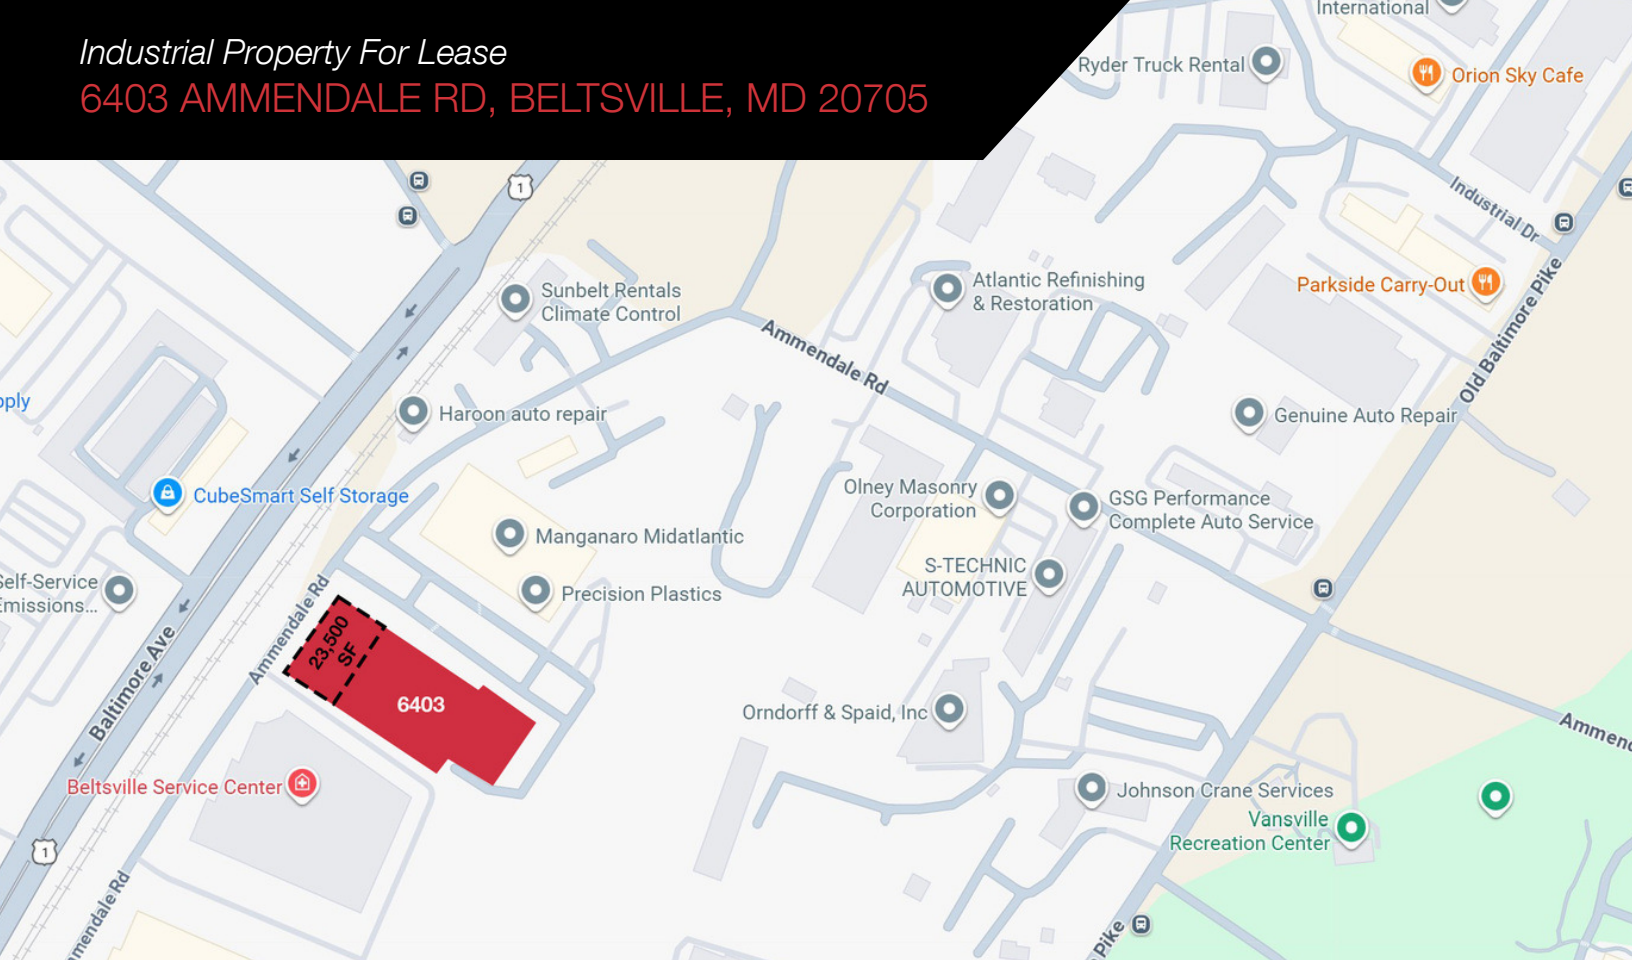 Industrial Property For Lease
6403 AMMENDALE RD, BELTSVILLE, MD 20705
International
Ryder Truck Rental
Orion Sky Cafe
1
Industrial Dr
Sunbelt Rentals
Climate Control
Atlantic Refinishing
& Restoration
Parkside Carry-Out
Old Baltimore Pike
Ammendale Rd
pply
Haroon auto repair
Genuine Auto Repair
CubeSmart Self Storage
Olney Masonry
Corporation
GSG Performance
Complete Auto Service
Manganaro Midatlantic
S-TECHNIC
AUTOMOTIVE
Self-Service
Emissions...
Precision Plastics
Ammendale Rd
23,500
SF
6403
Baltimore Ave
Orndorff & Spaid, Inc
Ammend
Beltsville Service Center
Johnson Crane Services
Vansville
Recreation Center
1
mmendale Rd
Pike